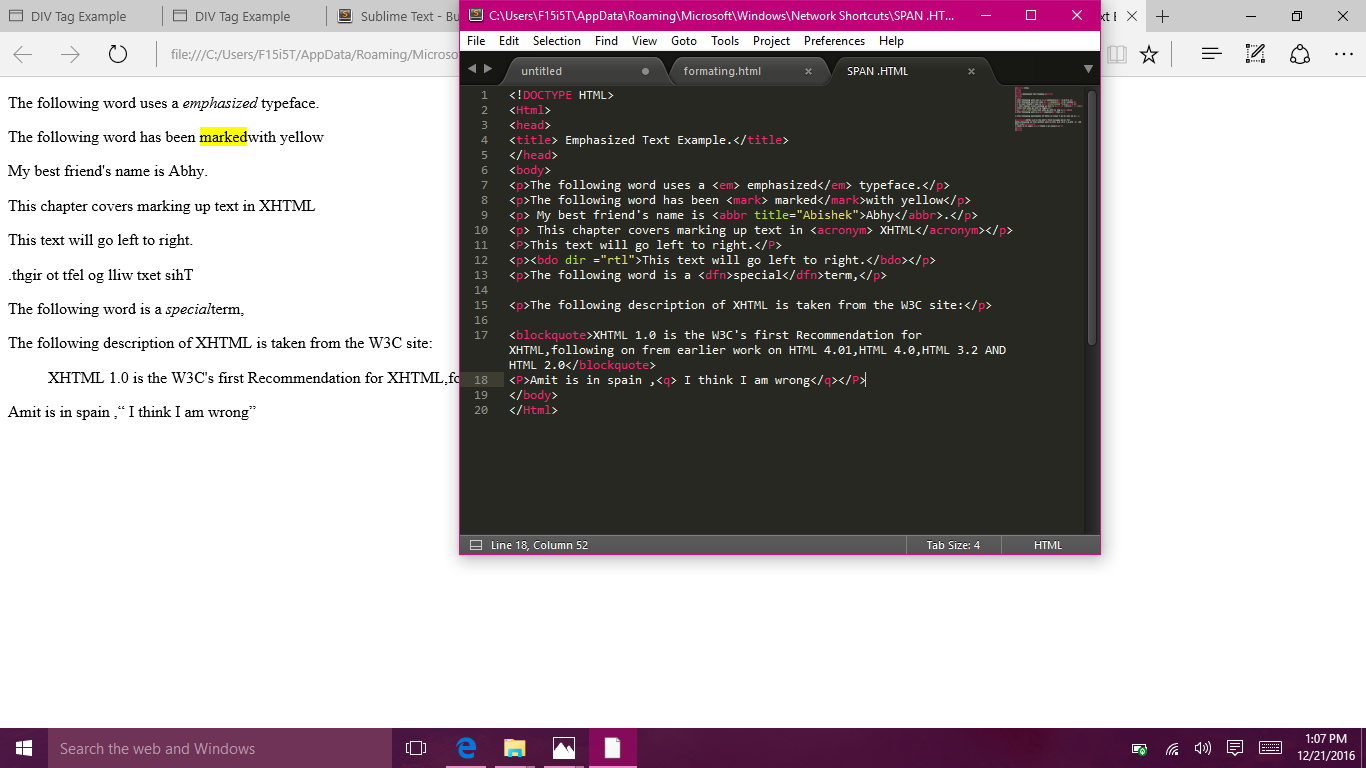 DIV Tag Example
DIV Tag Example
Sublime Text - Bu
file:///C:/Users/F15i5T/AppData/Roaming/Microso
The following word uses a emphasized typeface.
The following word has been markedwith yellow
My best friend's name is Abhy.
This chapter covers marking up text in XHTML
This text will go left to right.
.thgir ot tfel og lliw txet sihT
The following word is a specialterm,
The following description of XHTML is taken from the W3C site:
XHTML 1.0 is the W3C's first Recommendation for XHTML,fo
Amit is in spain ,“ I think I am wrong”
C:\Users\F15i5T\AppData\Roaming\Microsoft\Windows\Network Shortcuts\SPAN .HT...
File Edit Selection Find View Goto Tools Project Preferences Help
untitled
formating.html
SPAN .HTML
1 <!DOCTYPE HTML>
2 <Html>
3 <head>
4 <title> Emphasized Text Example.</title>
5 </head>
6 <body>
7 <p>The following word uses a <em> emphasized</em> typeface.</p>
8 <p>The following word has been <mark> marked</mark>with yellow</p>
9 <p> My best friend's name is <abbr title="Abishek">Abhy</abbr>.</p>
10 <p> This chapter covers marking up text in <acronym> XHTML</acronym></p>
11 <P>This text will go left to right.</P>
12 <p><bdo dir ="rtl">This text will go left to right.</bdo></p>
13 <p>The following word is a <dfn>special</dfn>term,</p>
14
15 <p>The following description of XHTML is taken from the W3C site:</p>
16
17 <blockquote>XHTML 1.0 is the W3C's first Recommendation for
XHTML,following on frem earlier work on HTML 4.01,HTML 4.0,HTML 3.2 AND
HTML 2.0</blockquote>
18 <P>Amit is in spain ,<q> I think I am wrong</q></P>
19 </body>
20 </Html>
Line 18, Column 52
Tab Size: 4
HTML
Search the web and Windows
1:07 PM
12/21/2016